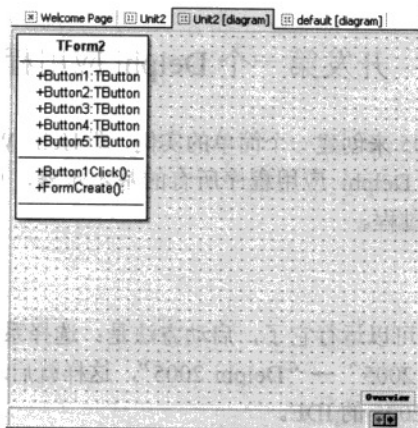 Welcome Page Unit2 Unit2 [diagram] default [diagram]
TForm2
+Button1:TButton
+Button2:TButton
+Button3:TButton
+Button4:TButton
+Button5:TButton
+Button1Click():
+FormCreate():
Overview